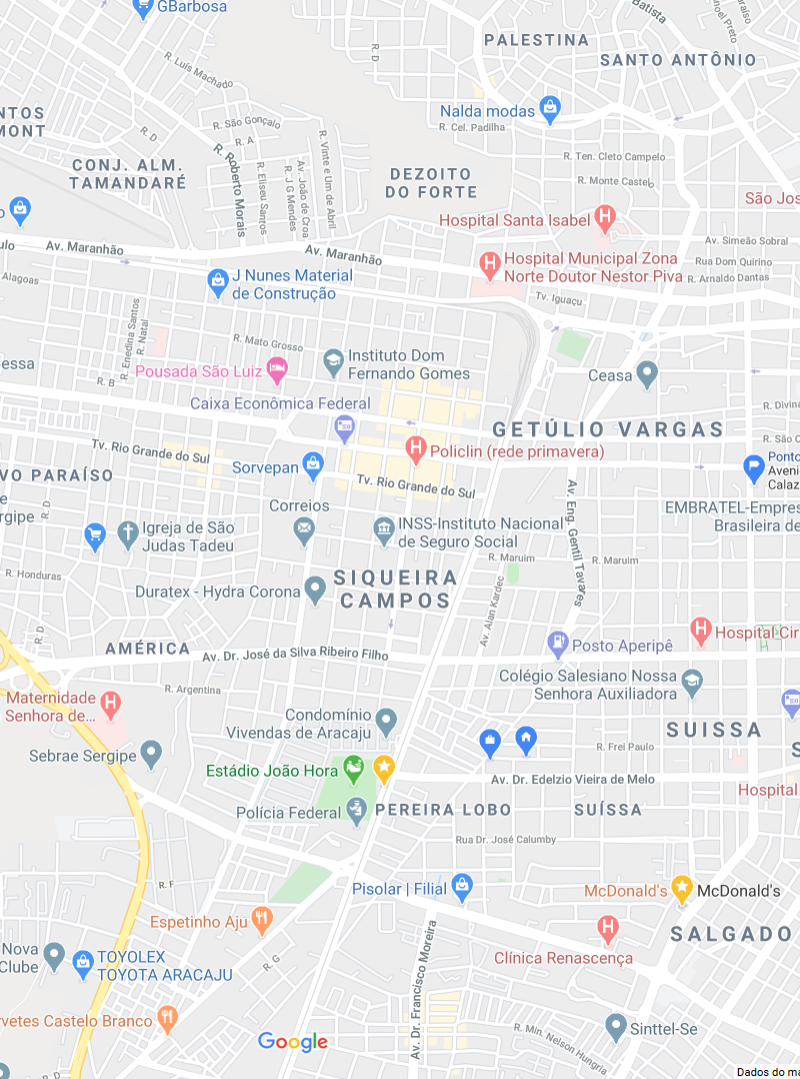 GBarbosa
Batista
Noel Preto
Paraíso
PALESTINA
SANTO ANTÔNIO
R. D
R. Luís Machado
Nalda modas
R. Cel. Padilha
NTOS
MONT
R. São Gonçalo
R. D
R. A
R. Vinte e Um de Abril
R. Roberto Morais
R. Eliseu Santos
R. J G Mendes
Av. João de Croa
R. Ten. Cleto Campelo
CONJ. ALM.
TAMANDARÉ
DEZOITO
DO FORTE
R. Monte Castelo
São Jos
o
Hospital Santa Isabel
ulo
Av. Maranhão
Av. Maranhão
Av. Simeão Sobral
Hospital Municipal Zona
Norte Doutor Nestor Piva
Rua Dom Quirino
R. Arnaldo Dantas
Alagoas
J Nunes Material
de Construção
Tv. Iguaçu
R. Enedina Santos
R. Natal
R. Mato Grosso
essa
Instituto Dom
Fernando Gomes
Pousada São Luiz
R. B
Ceasa
Caixa Econômica Federal
R. Divina
GETÚLIO VARGAS
R. São C
Tv. Rio Grande do Sul
Policlin (rede primavera)
Ponto
Aveni
Calaz
Sorvepan
VO PARAÍSO
Tv. Rio Grande do Sul
Av. Eng. Gentil Tavares
e
ergipe
R. D
Correios
EMBRATEL-Empres
Brasileira de
Igreja de São
Judas Tadeu
INSS-Instituto Nacional
de Seguro Social
R. Maruim
R. Maruim
R. Honduras
SIQUEIRA
CAMPOS
Duratex - Hydra Corona
Av. Alan Kardec
R. D
AMÉRICA
Av. Dr. José da Silva Ribeiro Filho
Posto Aperipê
Hospital Cir
R. Argentina
Colégio Salesiano Nossa
Senhora Auxiliadora
Maternidade
Senhora de...
Condomínio
Vivendas de Aracaju
SUISSA
Sebrae Sergipe
R. Frei Paulo
S
Estádio João Hora
Av. Dr. Edelzio Vieira de Melo
Hospital
Polícia Federal
PEREIRA LOBO
SUÍSSA
Rua Dr. José Calumby
R. F
Pisolar | Filial
McDonald's
McDonald's
Espetinho Aju
SALGADO
Nova
Clube
TOYOLEX
TOYOTA ARACAJU
R. G
Clínica Renascença
Av. Dr. Francisco Moreira
rvetes Castelo Branco
Google
R. Min. Nelson Hungria
Sinttel-Se
R. D
Dados do ma